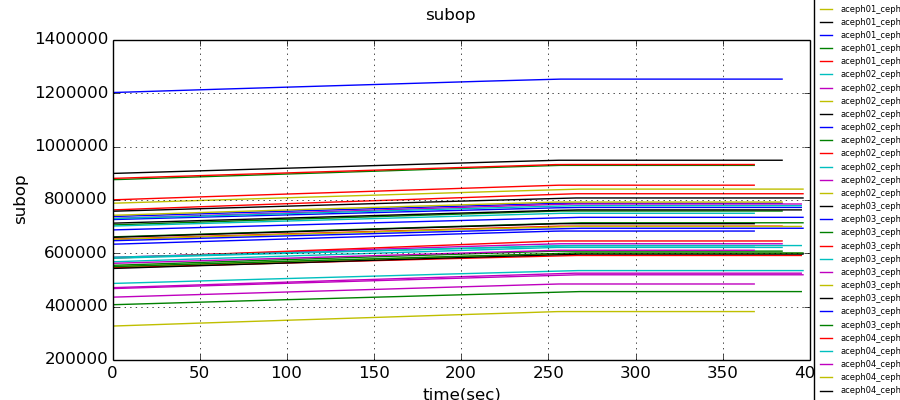 subop
1400000
1200000
1000000
800000
600000
400000
200000
subop
0
50
100
150
200
250
300
350
40
time(sec)
aceph01_ceph
aceph01_ceph
aceph01_ceph
aceph01_ceph
aceph01_ceph
aceph02_ceph
aceph02_ceph
aceph02_ceph
aceph02_ceph
aceph02_ceph
aceph02_ceph
aceph02_ceph
aceph02_ceph
aceph02_ceph
aceph02_ceph
aceph03_ceph
aceph03_ceph
aceph03_ceph
aceph03_ceph
aceph03_ceph
aceph03_ceph
aceph03_ceph
aceph03_ceph
aceph03_ceph
aceph03_ceph
aceph04_ceph
aceph04_ceph
aceph04_ceph
aceph04_ceph
aceph04_ceph